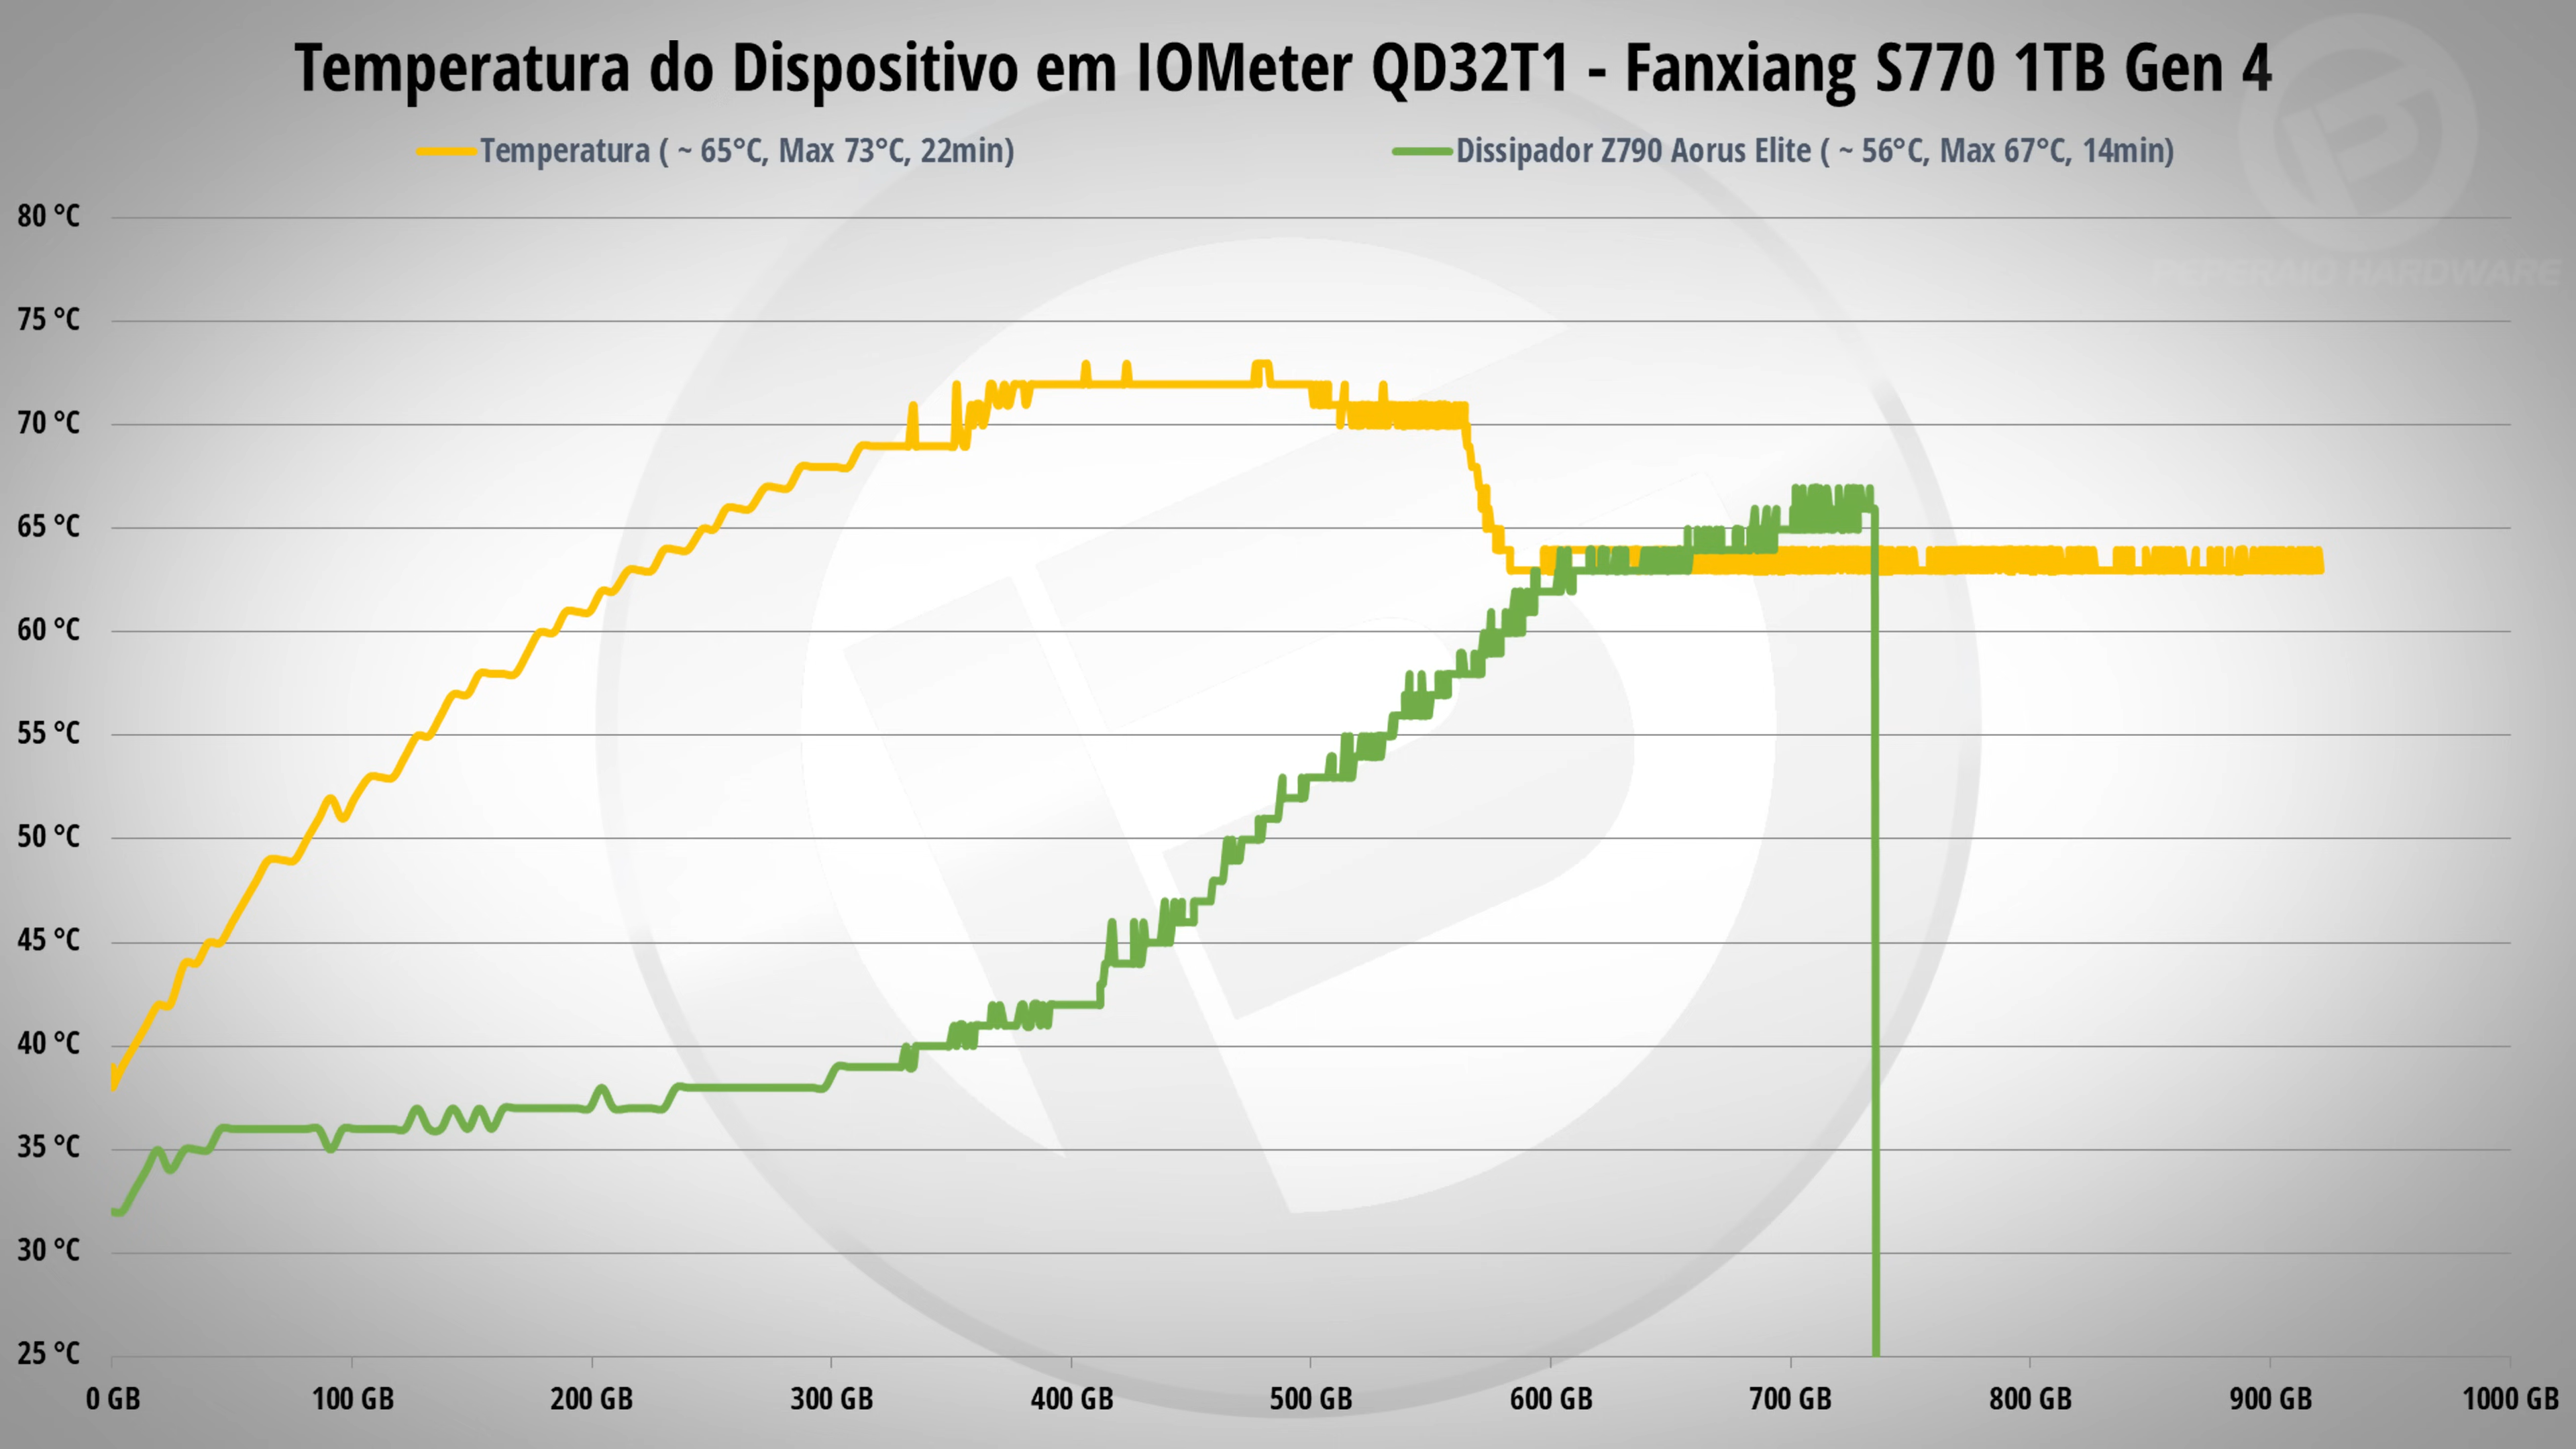 Temperatura do Dispositivo em IOMeter QD32T1 - Fanxiang S770 1TB Gen 4
Temperatura ( ~ 65°C, Max 73°C, 22min)
Dissipador Z790 Aorus Elite ( ~ 56°C, Max 67°C, 14min)
PEPERAIO HARDWARE
80 °C
75 °C
70 °C
65 °C
60 °C
55 °C
50 °C
45 °C
40 °C
35 °C
30 °C
25 °C
0 GB 100 GB 200 GB 300 GB 400 GB 500 GB 600 GB 700 GB 800 GB 900 GB 1000 GB